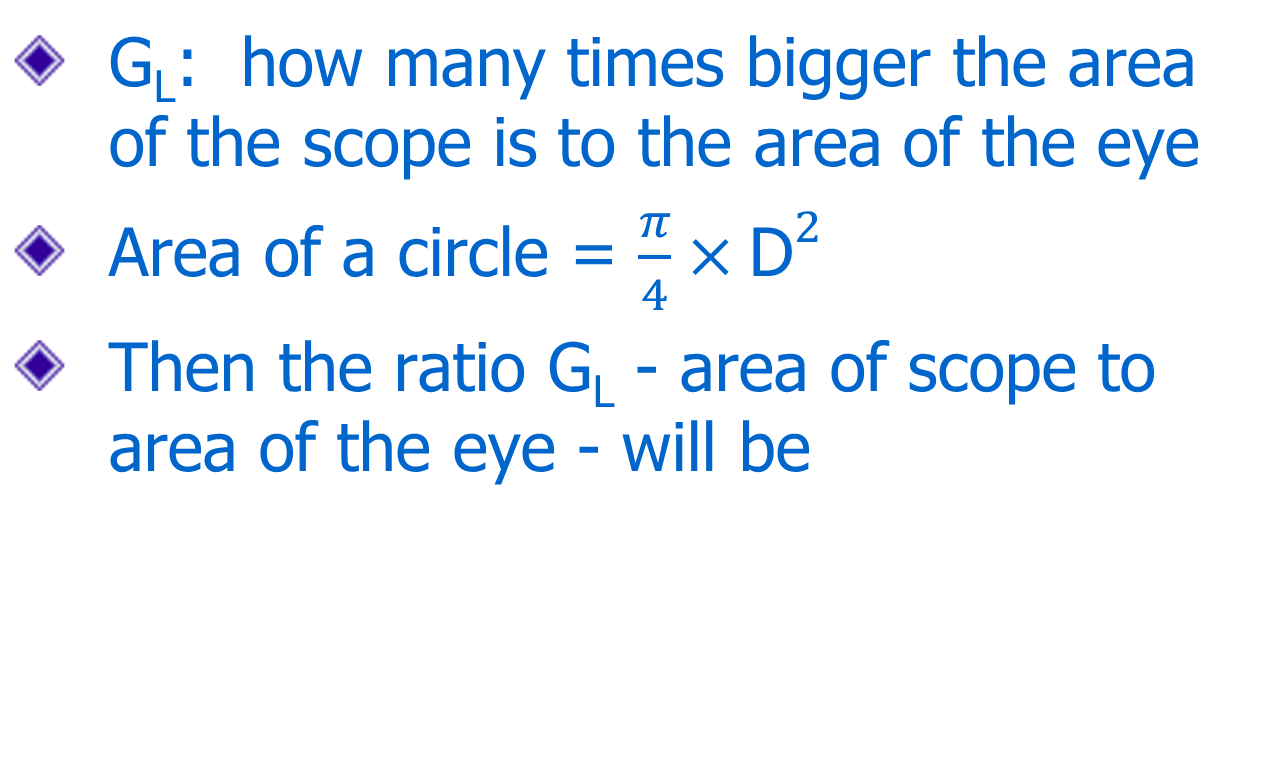 G_L: how many times bigger the area
of the scope is to the area of the eye
Area of a circle = π/4 × D²
Then the ratio G_L - area of scope to
area of the eye - will be